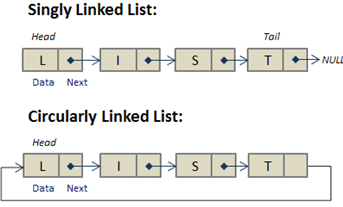 Singly Linked List:
Head Tail
L I S T NULL
Data Next
Circularly Linked List:
Head
L I S T
Data Next